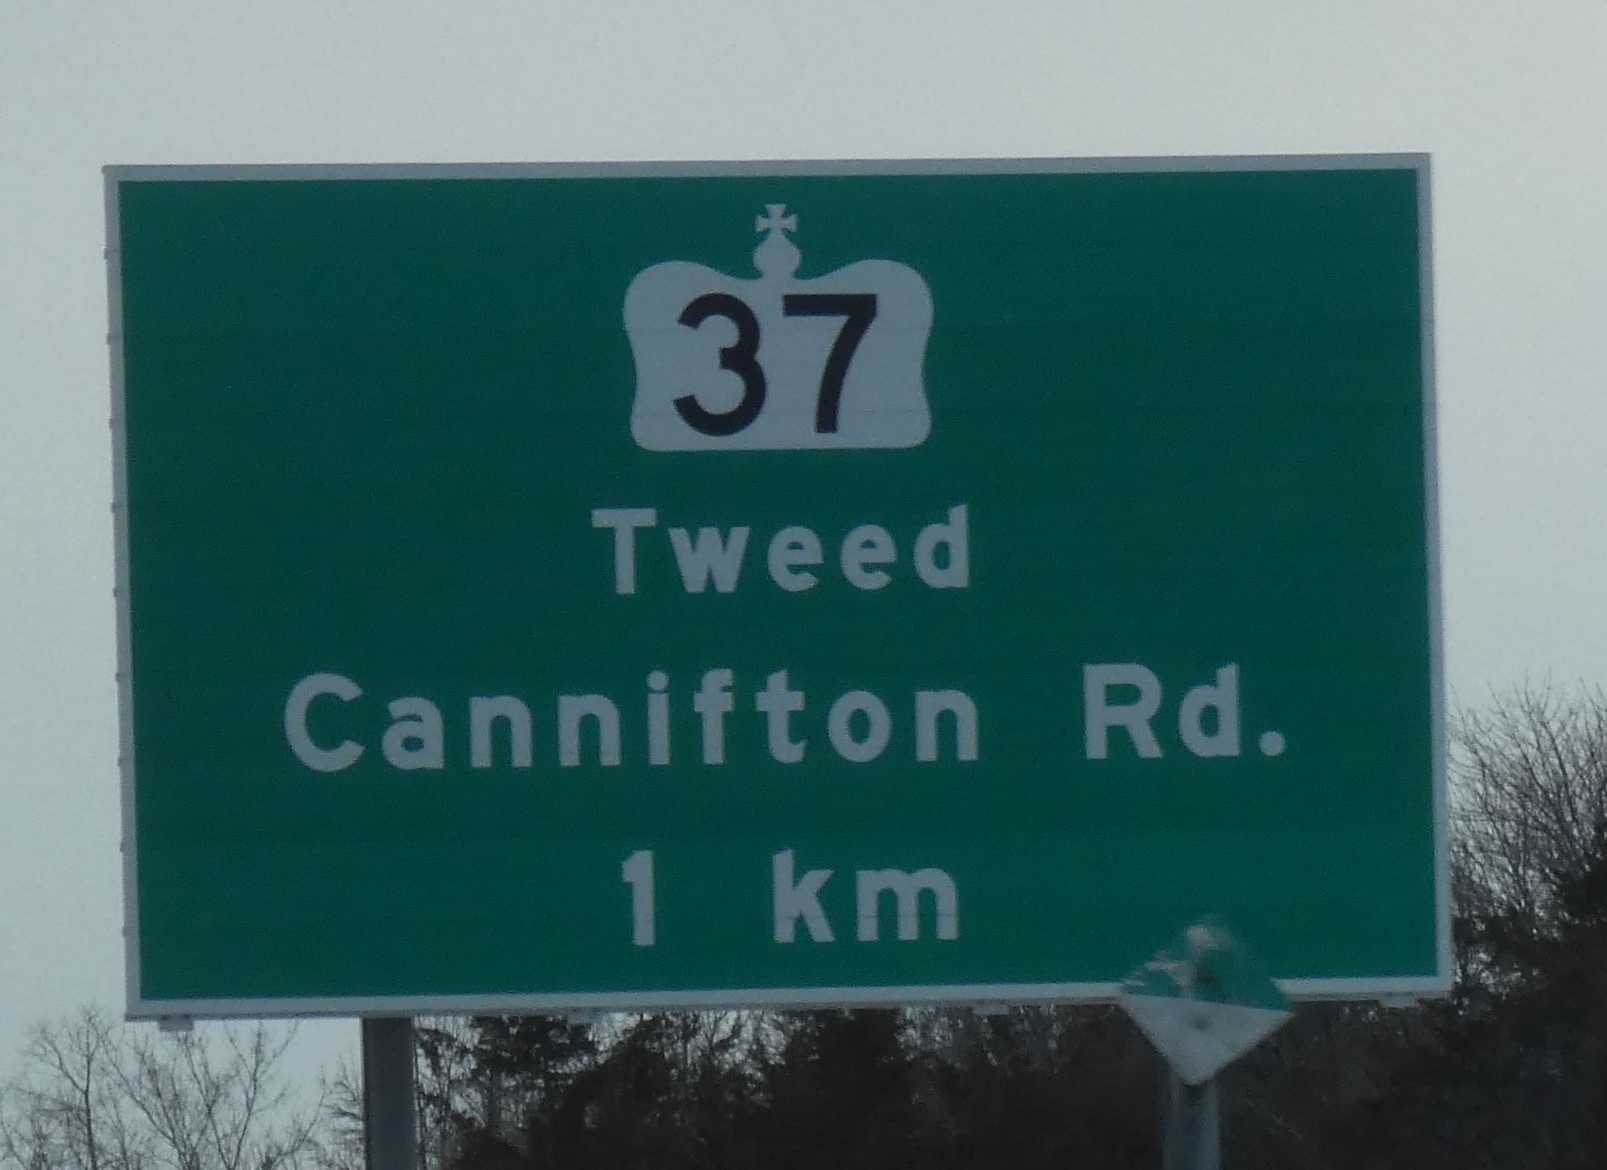 37
Tweed
Cannifton Rd.
1 km